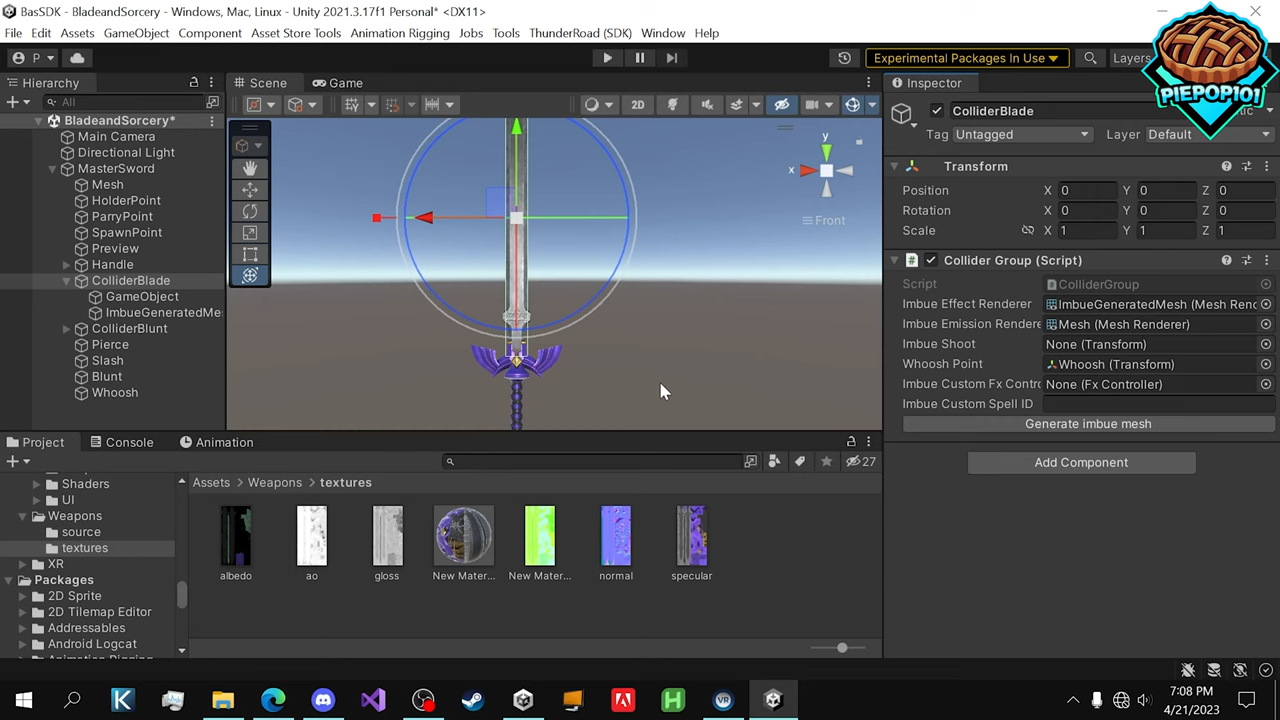 BasSDK - BladeandSorcery - Windows, Mac, Linux - Unity 2021.3.17f1 Personal* <DX11>
File Edit Assets GameObject Component Asset Store Tools Animation Rigging Jobs Tools ThunderRoad (SDK) Window Help
P Experimental Packages In Use Layers
PIEPOP101
Hierarchy Scene Game Inspector
All 2D
BladeandSorcery*
Main Camera
Directional Light
MasterSword
Mesh
HolderPoint
ParryPoint
SpawnPoint
Preview
Handle
ColliderBlade
GameObject
ImbueGeneratedMe
ColliderBlunt
Pierce
Slash
Blunt
Whoosh
y
x
Front
ColliderBlade
Tag Untagged Layer Default
Transform
Position X 0 Y 0 Z 0
Rotation X 0 Y 0 Z 0
Scale X 1 Y 1 Z 1
Collider Group (Script)
Script ColliderGroup
Imbue Effect Renderer ImbueGeneratedMesh (Mesh Renc
Imbue Emission Rendere Mesh (Mesh Renderer)
Imbue Shoot None (Transform)
Whoosh Point Whoosh (Transform)
Imbue Custom Fx Contro None (Fx Controller)
Imbue Custom Spell ID
Generate imbue mesh
Add Component
Project Console Animation
27
Shaders
UI
Weapons
source
textures
XR
Packages
2D Sprite
2D Tilemap Editor
Addressables
Android Logcat
Assets > Weapons > textures
albedo ao gloss New Mater... New Mater... normal specular
7:08 PM
4/21/2023